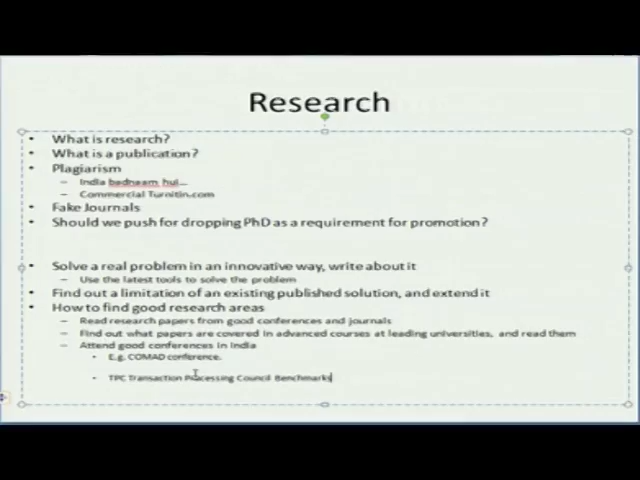 Research
• What is research?
• What is a publication?
• Plagiarism
– India badnaam hui...
– Commercial Turnitin.com
• Fake Journals
• Should we push for dropping PhD as a requirement for promotion?
• Solve a real problem in an innovative way, write about it
– Use the latest tools to solve the problem
• Find out a limitation of an existing published solution, and extend it
• How to find good research areas
– Read research papers from good conferences and journals
– Find out what papers are covered in advanced courses at leading universities, and read them
– Attend good conferences in India
• E.g. COMAD conference.
• TPC Transaction Processing Council Benchmarks